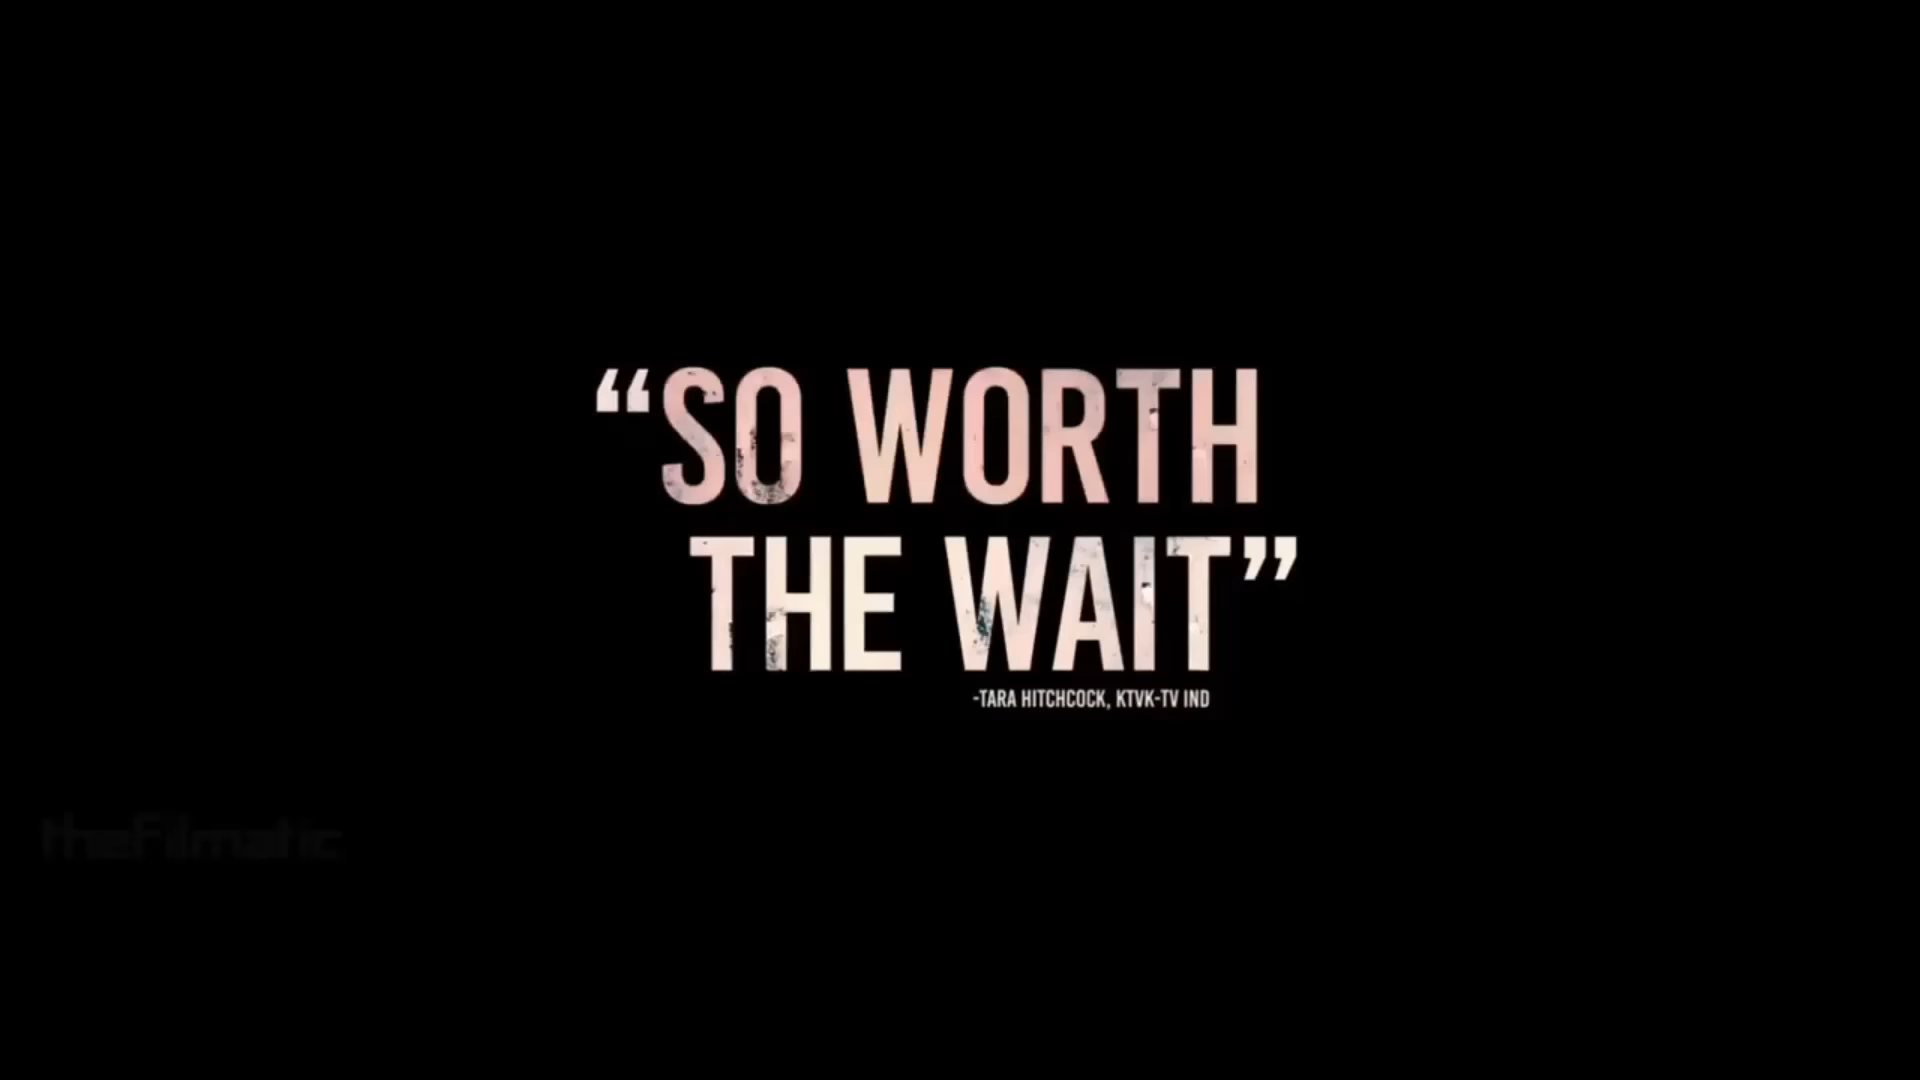 “SO WORTH
THE WAIT”
-TARA HITCHCOCK, KTVK-TV IND
theFilmatic